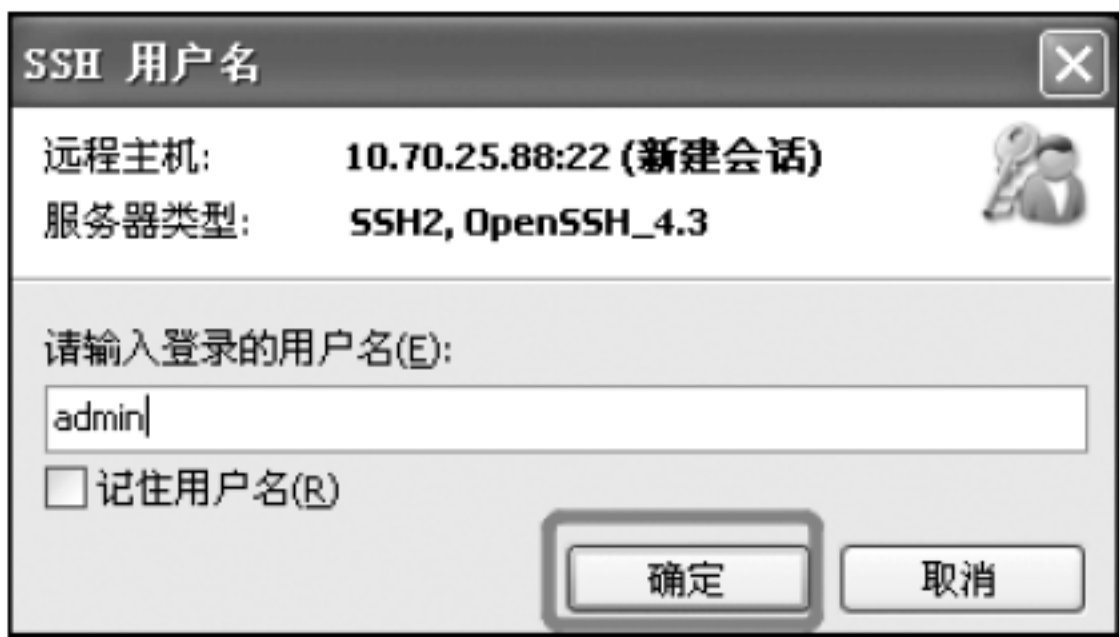 SSH 用户名
远程主机: 10.70.25.88:22 (新建会话)
服务器类型: SSH2, OpenSSH_4.3
请输入登录的用户名(E):
admin
记住用户名(R)
确定 取消